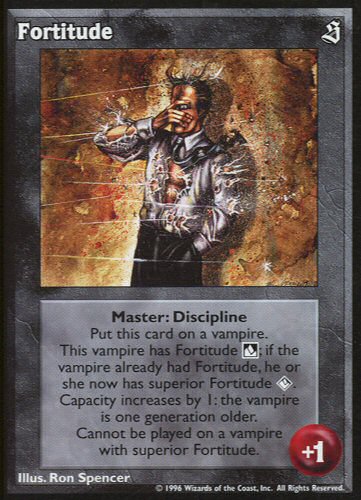 Fortitude
Master: Discipline
Put this card on a vampire.
This vampire has Fortitude ; if the
vampire already had Fortitude, he or
she now has superior Fortitude .
Capacity increases by 1: the vampire
is one generation older.
Cannot be played on a vampire
with superior Fortitude.
+1
Illus. Ron Spencer
© 1996 Wizards of the Coast, Inc. All Rights Reserved.